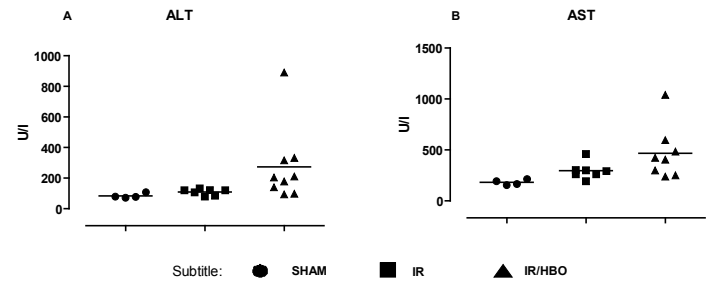 A ALT
1000
800
600
400
200
0
U/I
B AST
1500
1000
500
0
U/I
Subtitle: SHAM IR IR/HBO